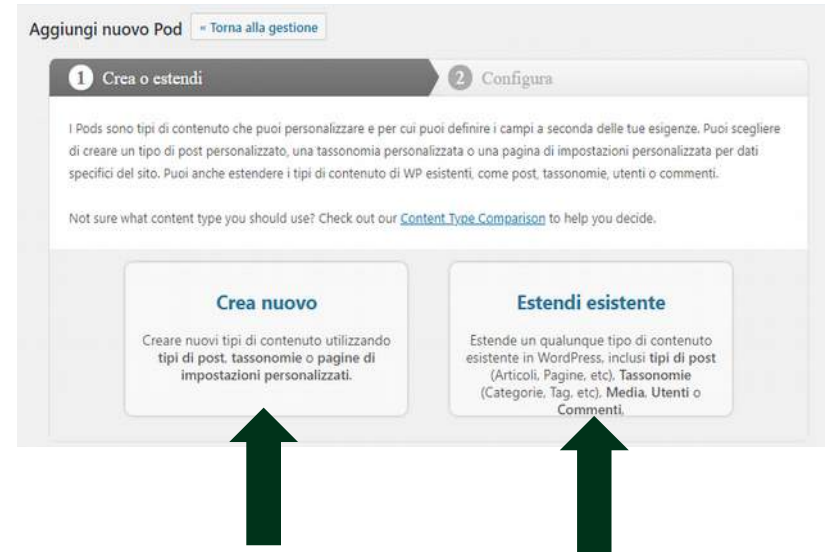 Aggiungi nuovo Pod « Torna alla gestione
1 Crea o estendi 2 Configura
I Pods sono tipi di contenuto che puoi personalizzare e per cui puoi definire i campi a seconda delle tue esigenze. Puoi scegliere
di creare un tipo di post personalizzato, una tassonomia personalizzata o una pagina di impostazioni personalizzata per dati
specifici del sito. Puoi anche estendere i tipi di contenuto di WP esistenti, come post, tassonomie, utenti o commenti.
Not sure what content type you should use? Check out our Content Type Comparison to help you decide.
Crea nuovo
Creare nuovi tipi di contenuto utilizzando
tipi di post, tassonomie o pagine di
impostazioni personalizzati.
Estendi esistente
Estende un qualunque tipo di contenuto
esistente in WordPress, inclusi tipi di post
(Articoli, Pagine, etc), Tassonomie
(Categorie, Tag, etc), Media, Utenti o
Commenti,